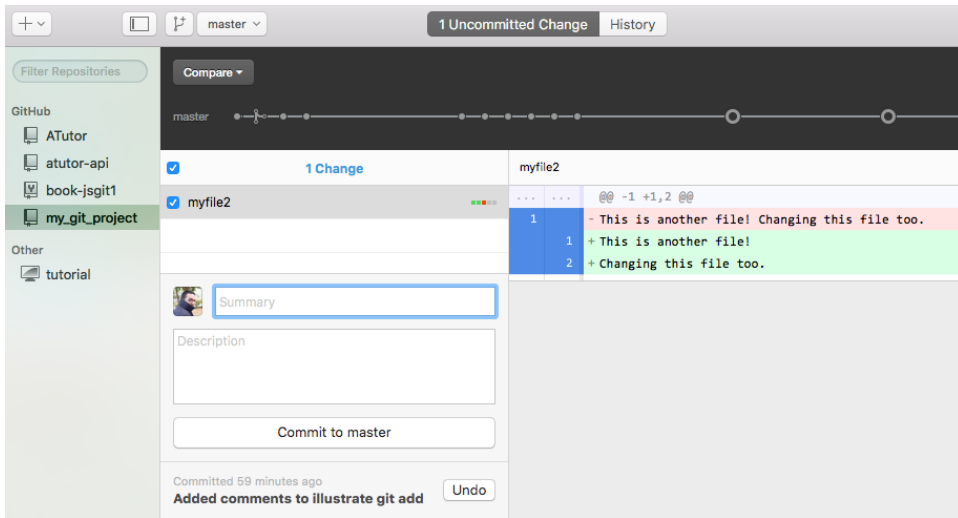 master
1 Uncommitted Change
History
Filter Repositories
Compare
GitHub
master
ATutor
atutor-api
book-jsgit1
my_git_project
Other
tutorial
1 Change
myfile2
myfile2
... ... @@ -1 +1,2 @@
1 - This is another file! Changing this file too.
1 + This is another file!
2 + Changing this file too.
Summary
Description
Commit to master
Committed 59 minutes ago
Added comments to illustrate git add
Undo